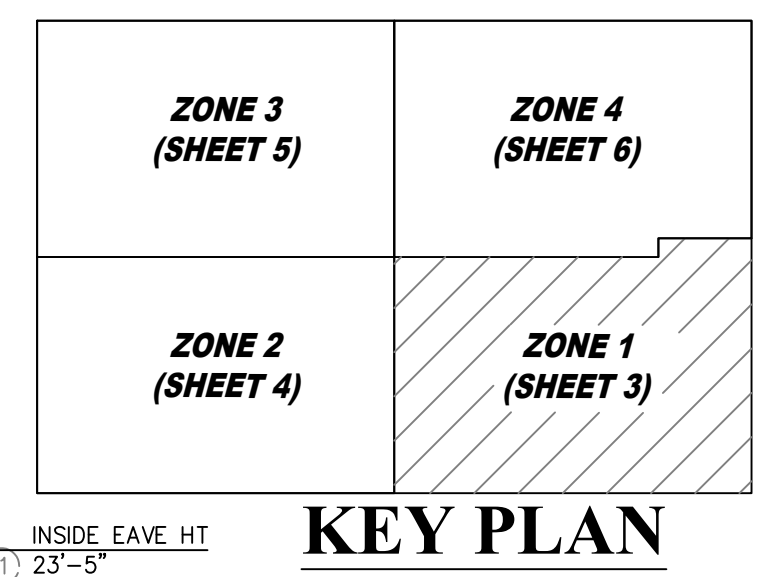 ZONE 3
(SHEET 5)
ZONE 4
(SHEET 6)
ZONE 2
(SHEET 4)
ZONE 1
(SHEET 3)
INSIDE EAVE HT
1) 23'-5"
KEY PLAN